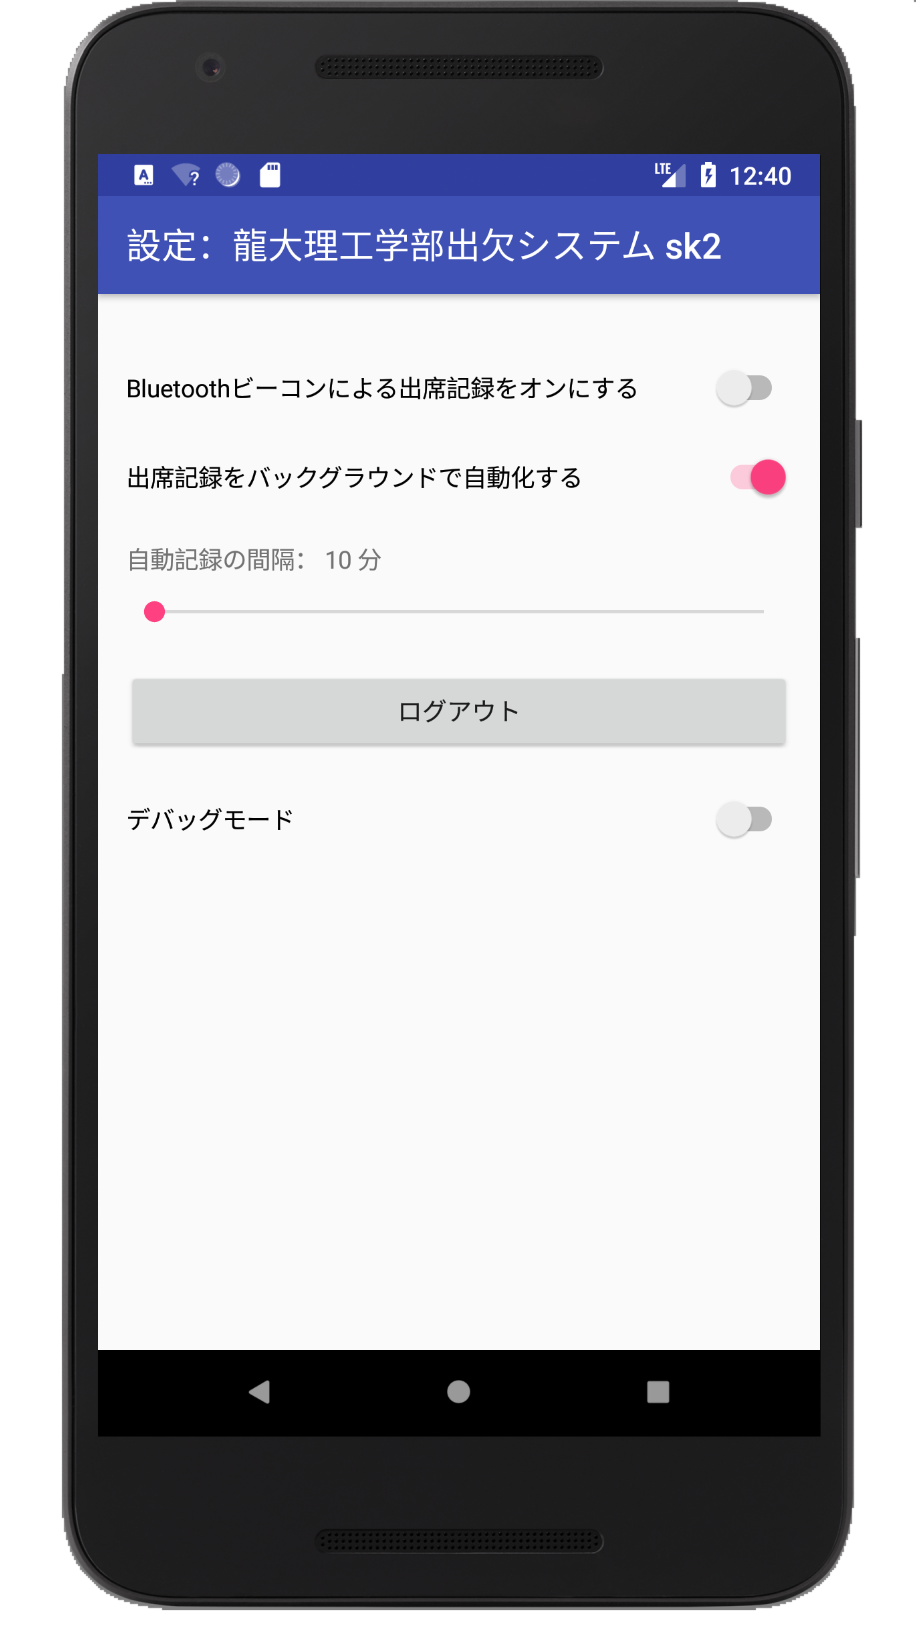 LTE 12:40
設定: 龍大理工学部出欠システム sk2
Bluetoothビーコンによる出席記録をオンにする
出席記録をバックグラウンドで自動化する
自動記録の間隔: 10 分
ログアウト
デバッグモード